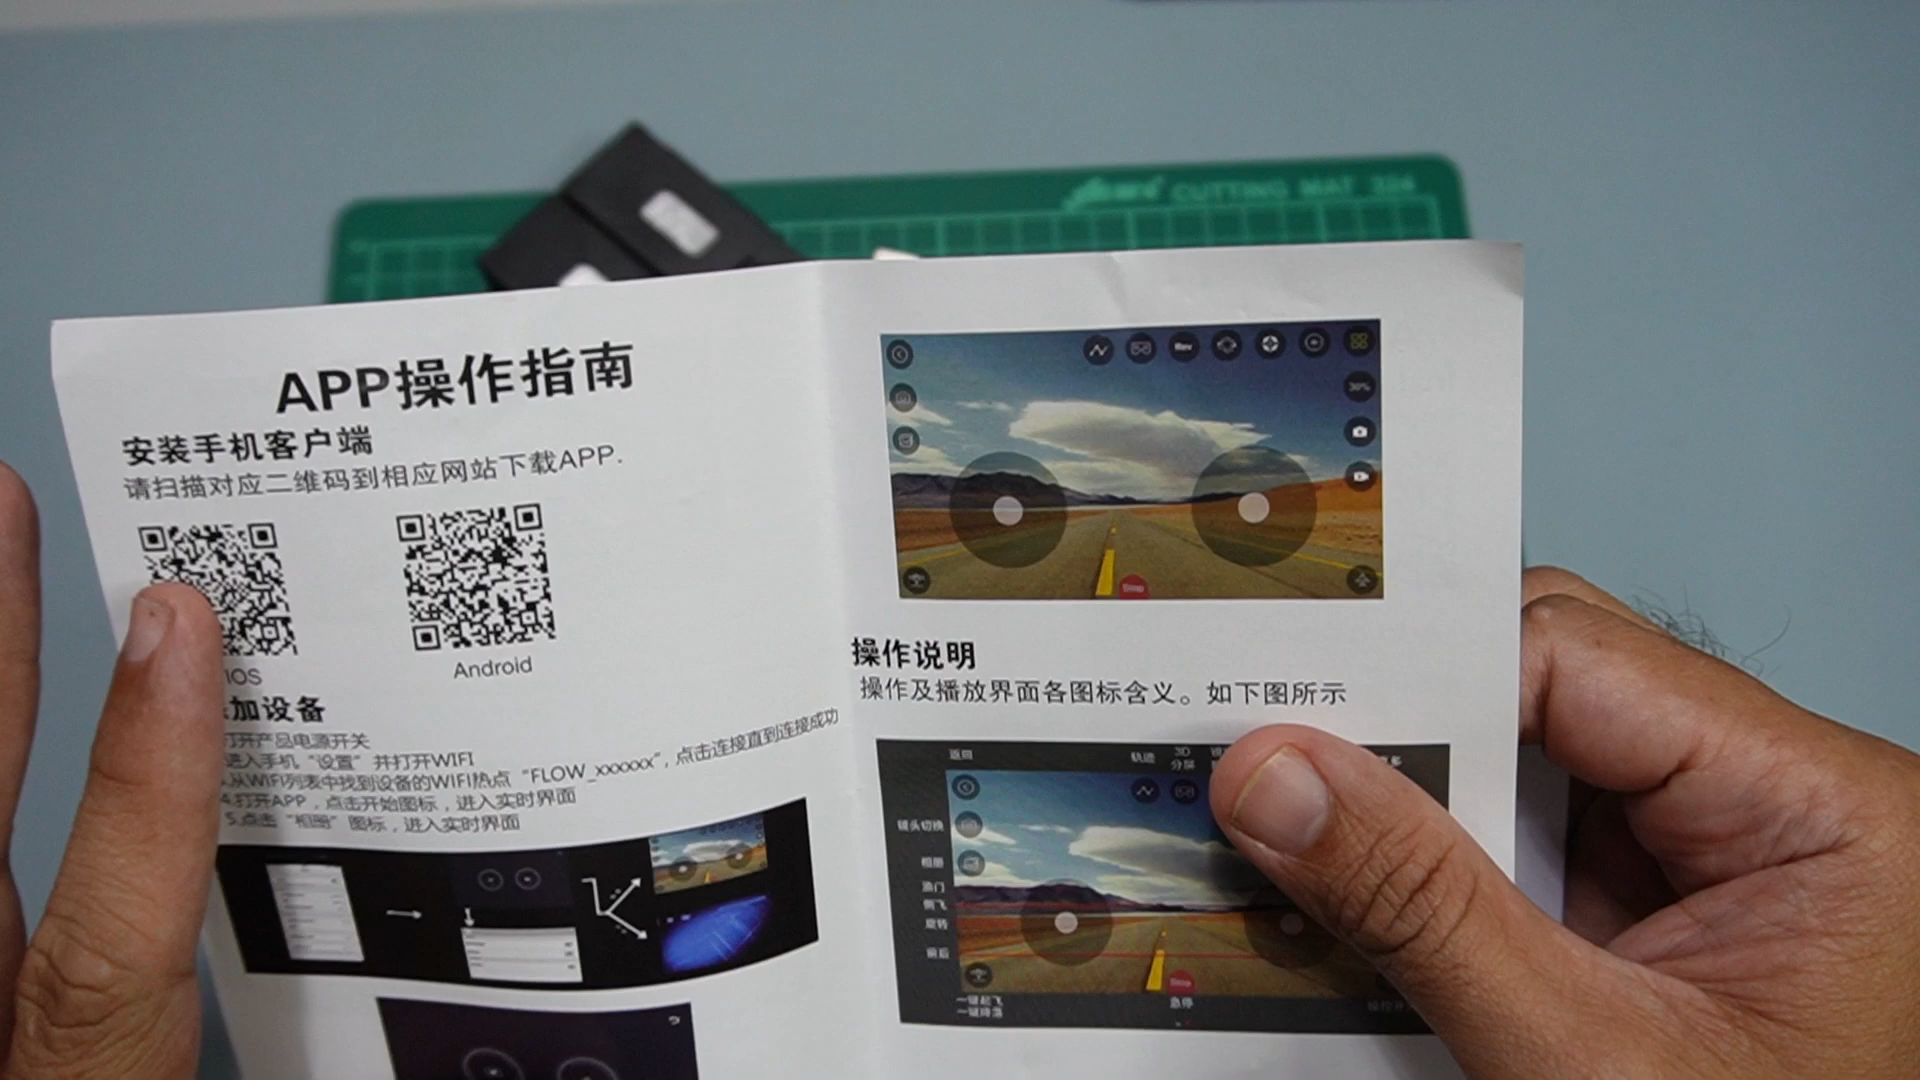 CUTTING MAT
APP操作指南
安装手机客户端
请扫描对应二维码到相应网站下载APP.
IOS
Android
加设备
打开产品电源开关
进入手机“设置”并打开WIFI
.从WIFI列表中找到设备的WIFI热点“FLOW_xxxxxx”,点击连接直到连接成功
4.打开APP,点击开始图标,进入实时界面
5.点击“相册”图标,进入实时界面
30%
Stop
操作说明
操作及播放界面各图标含义。如下图所示
返回
轨迹
3D
分屏
多
镜头切换
相册
油门
侧飞
旋转
前后
Stop
一键起飞
一键降落
急停